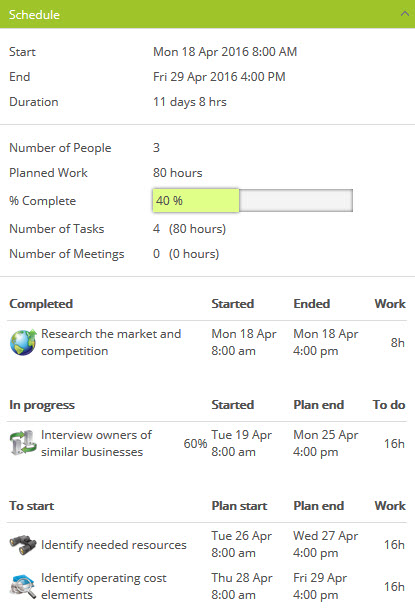 Schedule
Start Mon 18 Apr 2016 8:00 AM
End Fri 29 Apr 2016 4:00 PM
Duration 11 days 8 hrs
Number of People 3
Planned Work 80 hours
% Complete 40 %
Number of Tasks 4 (80 hours)
Number of Meetings 0 (0 hours)
Completed Started Ended Work
Research the market and Mon 18 Apr Mon 18 Apr
competition 8:00 am 4:00 pm 8h
In progress Started Plan end To do
Interview owners of 60% Tue 19 Apr Mon 25 Apr
similar businesses 8:00 am 4:00 pm 16h
To start Plan start Plan end Work
Identify needed resources Tue 26 Apr Wed 27 Apr
8:00 am 4:00 pm 16h
Identify operating cost Thu 28 Apr Fri 29 Apr
elements 8:00 am 4:00 pm 16h